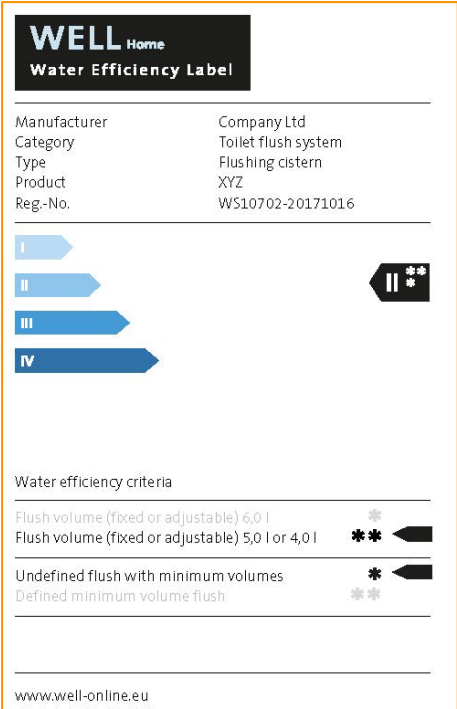 WELL Home
Water Efficiency Label
Manufacturer Company Ltd
Category Toilet flush system
Type Flushing cistern
Product XYZ
Reg.-No. WS10702-20171016
I
II II ***
III
IV
Water efficiency criteria
Flush volume (fixed or adjustable) 6,0 l *
Flush volume (fixed or adjustable) 5,0 l or 4,0 l **
Undefined flush with minimum volumes *
Defined minimum volume flush **
www.well-online.eu